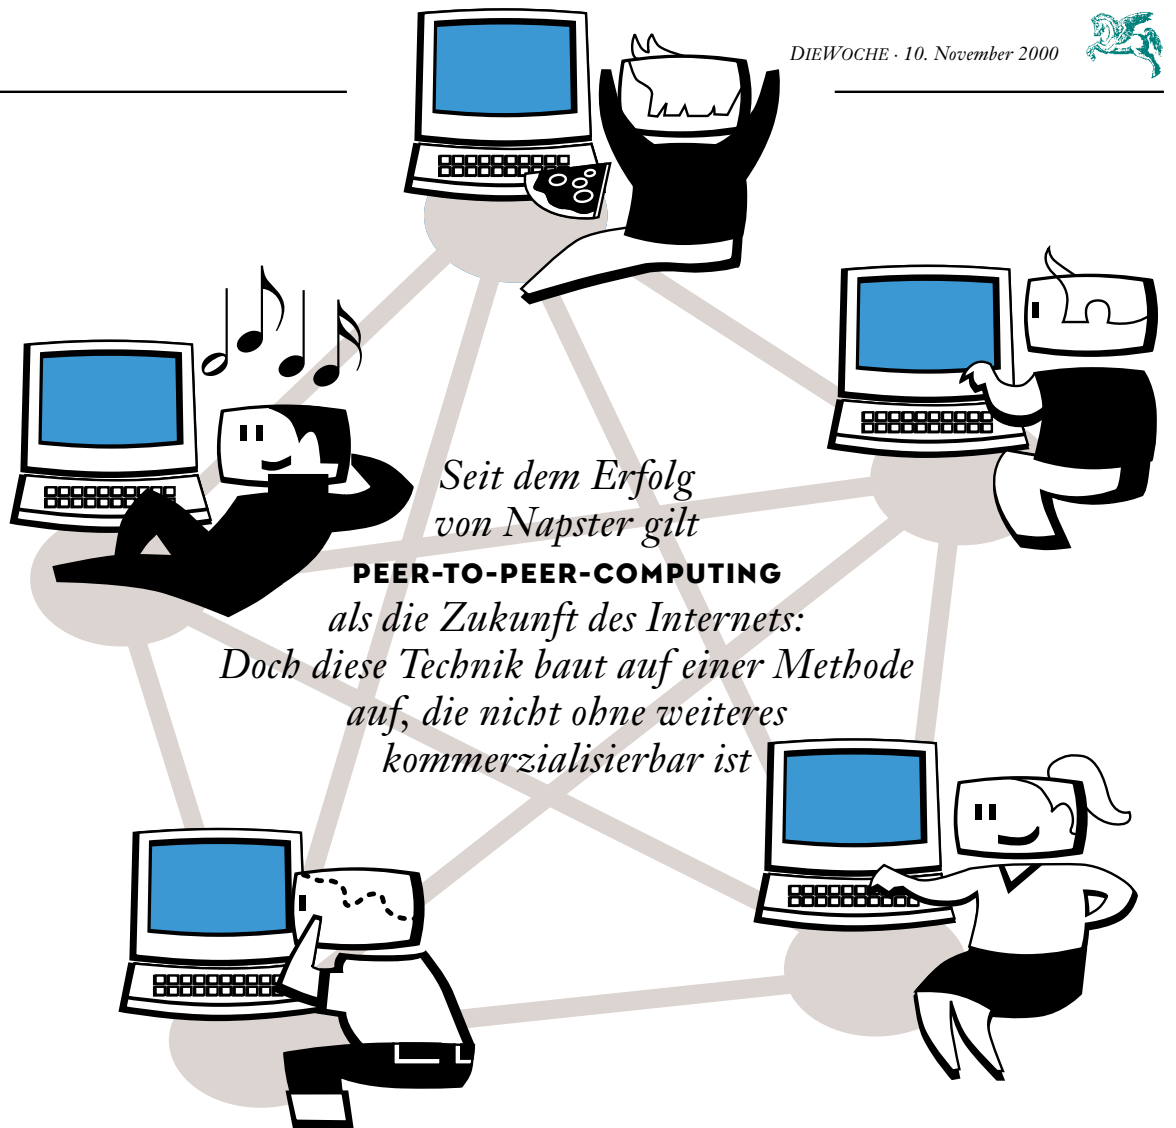 DIEWOCHE · 10. November 2000
Seit dem Erfolg
von Napster gilt
PEER-TO-PEER-COMPUTING
als die Zukunft des Internets:
Doch diese Technik baut auf einer Methode
auf, die nicht ohne weiteres
kommerzialisierbar ist